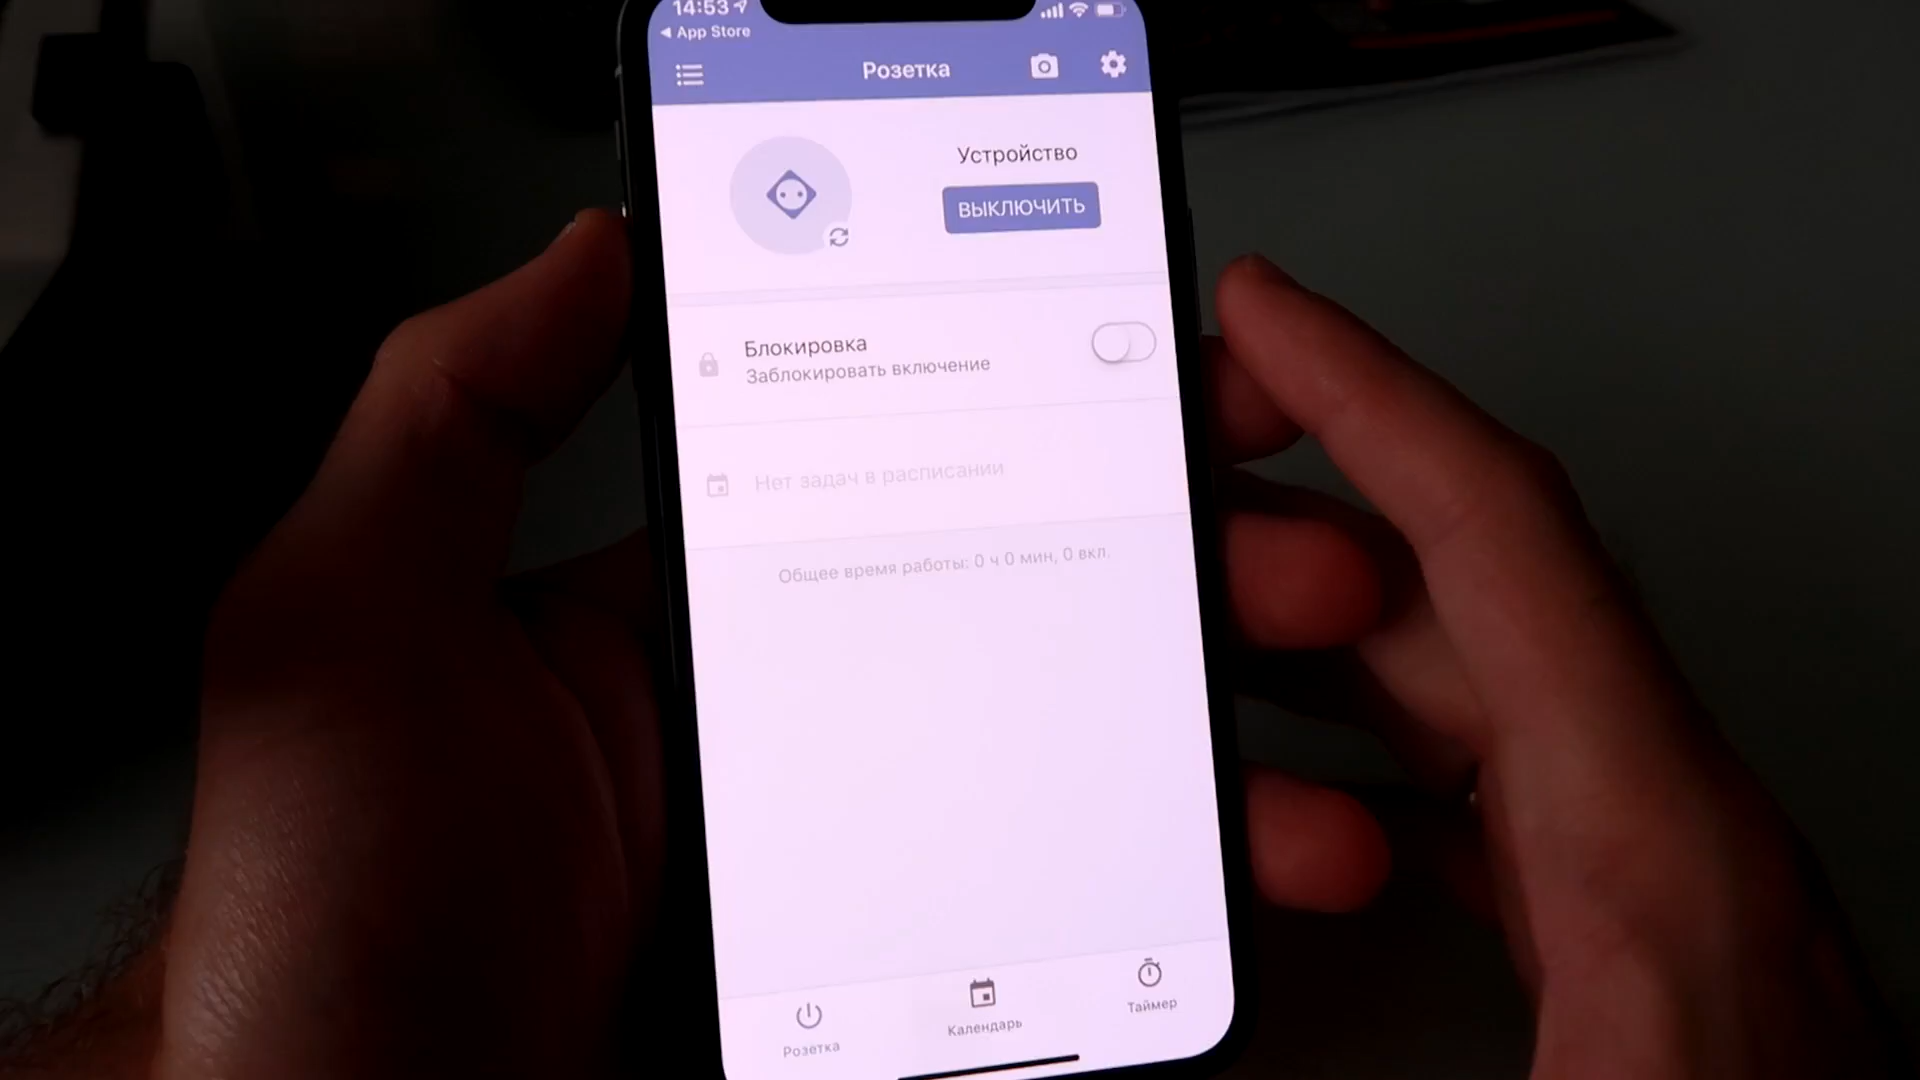 14:53
◀ App Store
Розетка
Устройство
ВЫКЛЮЧИТЬ
Блокировка
Заблокировать включение
Нет задач в расписании
Общее время работы: 0 ч 0 мин, 0 вкл.
Розетка
Календарь
Таймер